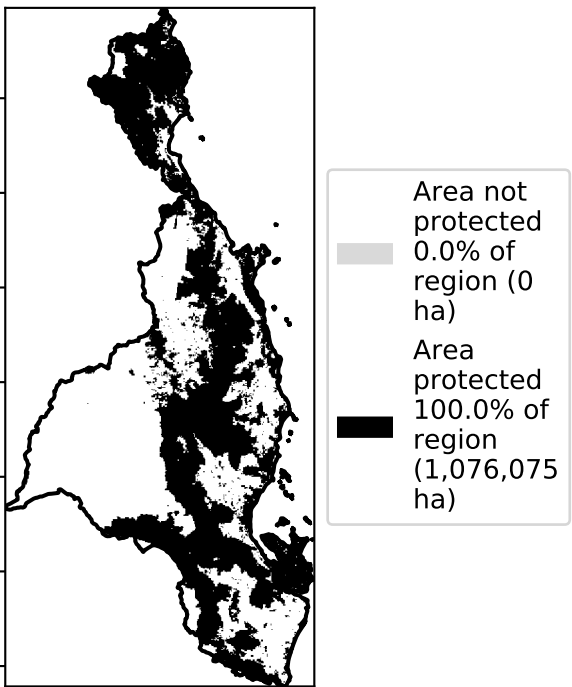 Area not
protected
0.0% of
region (0
ha)
Area
protected
100.0% of
region
(1,076,075
ha)